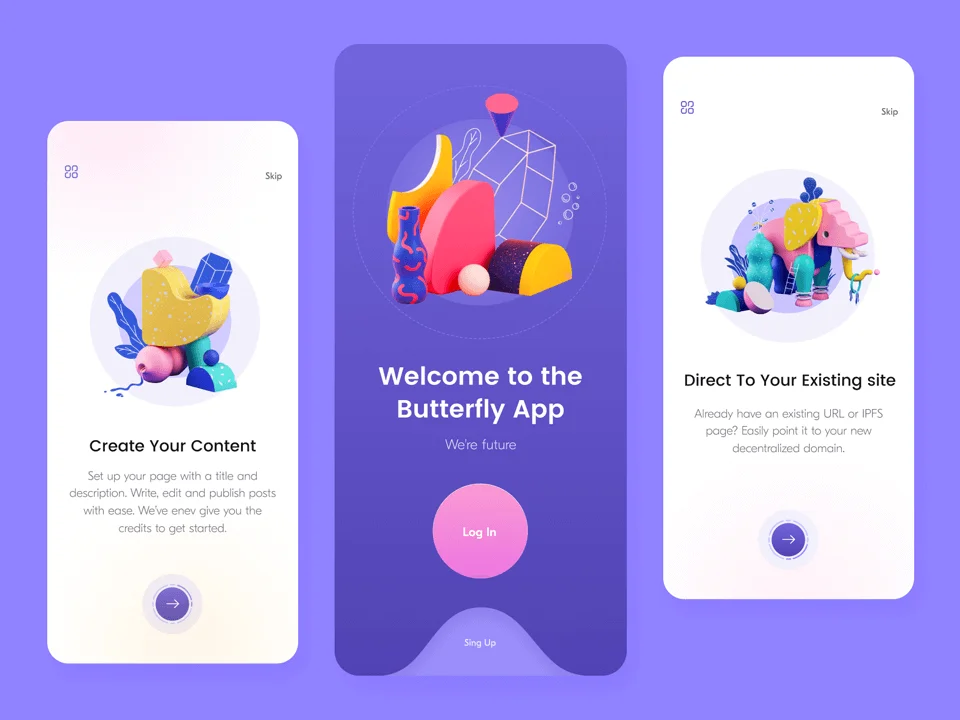 Skip
Create Your Content
Set up your page with a title and
description. Write, edit and publish posts
with ease. We've enev give you the
credits to get started.
Welcome to the
Butterfly App
We're future
Log In
Sing Up
Skip
Direct To Your Existing site
Already have an existing URL or IPFS
page? Easily point it to your new
decentralized domain.